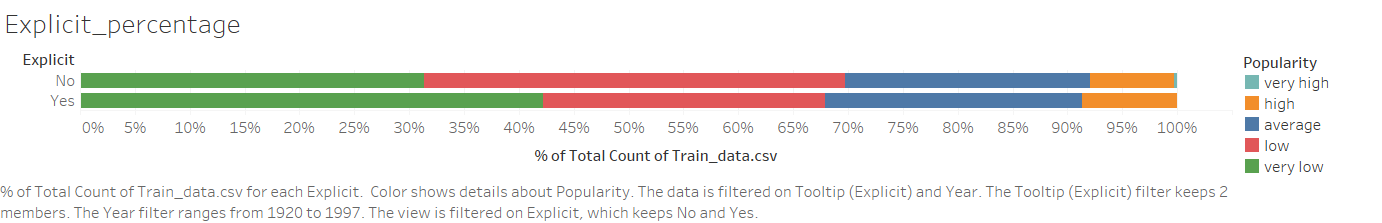 Explicit_percentage
Explicit
No
Yes
0% 5% 10% 15% 20% 25% 30% 35% 40% 45% 50% 55% 60% 65% 70% 75% 80% 85% 90% 95% 100%
% of Total Count of Train_data.csv
Popularity
very high
high
average
low
very low
% of Total Count of Train_data.csv for each Explicit.  Color shows details about Popularity. The data is filtered on Tooltip (Explicit) and Year. The Tooltip (Explicit) filter keeps 2
members. The Year filter ranges from 1920 to 1997. The view is filtered on Explicit, which keeps No and Yes.